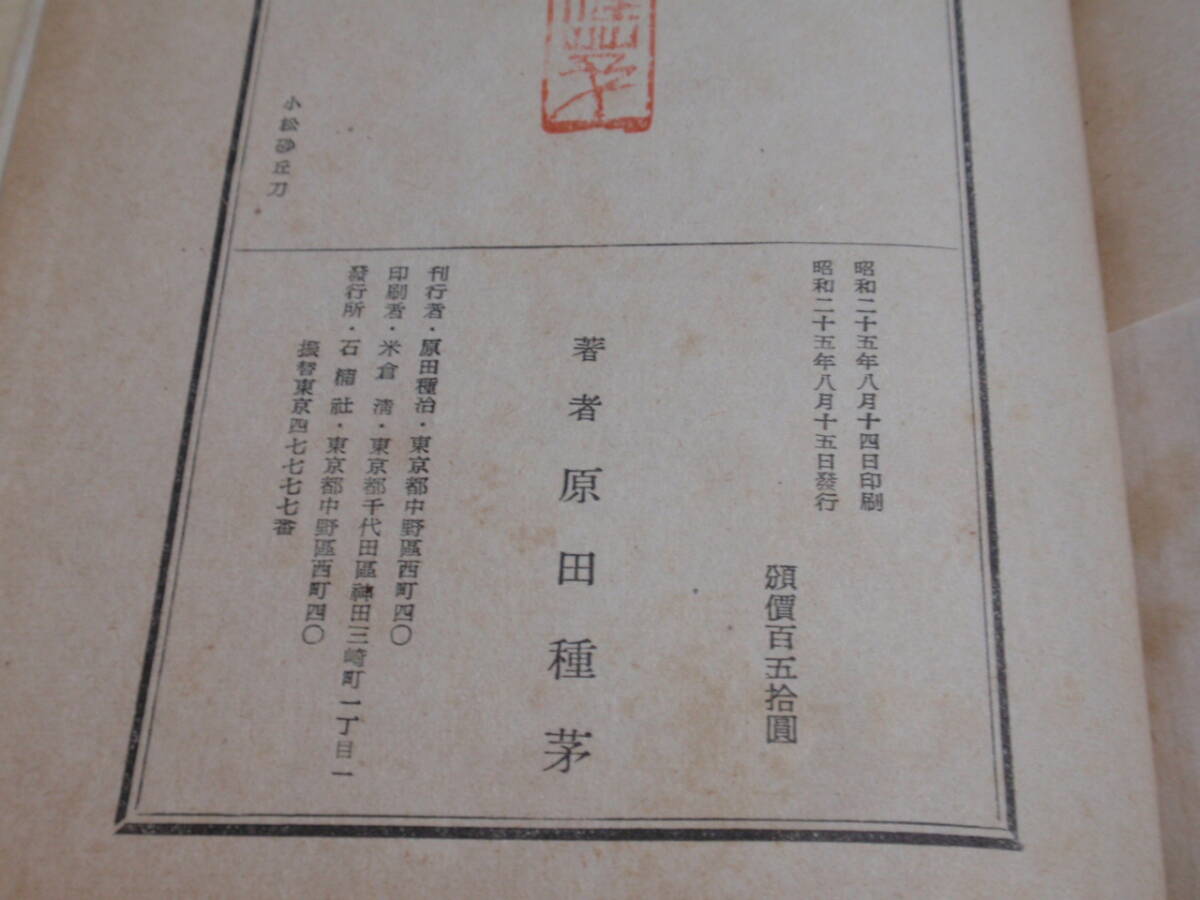 昭和二十五年八月十四日印刷
昭和二十五年八月十五日發行
頒價百五拾圓
著者 原田種茅
刊行者・原田種治・東京都中野區西町四〇
印刷者・米倉 淸・東京都千代田區神田三崎町一丁目一
發行所・石楠社・東京都中野區西町四〇
振替東京四七七七七番
小松砂丘刀